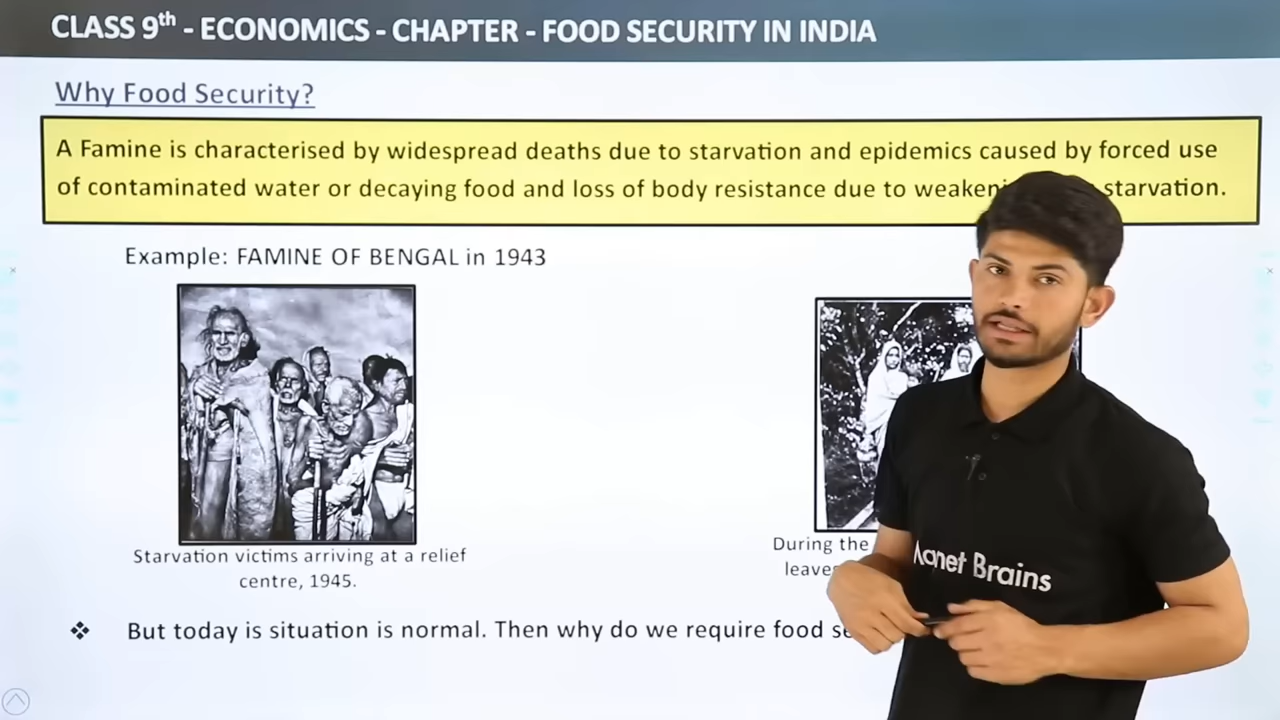 CLASS 9th - ECONOMICS - CHAPTER - FOOD SECURITY IN INDIA
Why Food Security?
A Famine is characterised by widespread deaths due to starvation and epidemics caused by forced use
of contaminated water or decaying food and loss of body resistance due to starvation.
Example: FAMINE OF BENGAL in 1943
Starvation victims arriving at a relief
centre, 1945.
During the
leaves
❖ But today is situation is normal. Then why do we require food
Brains